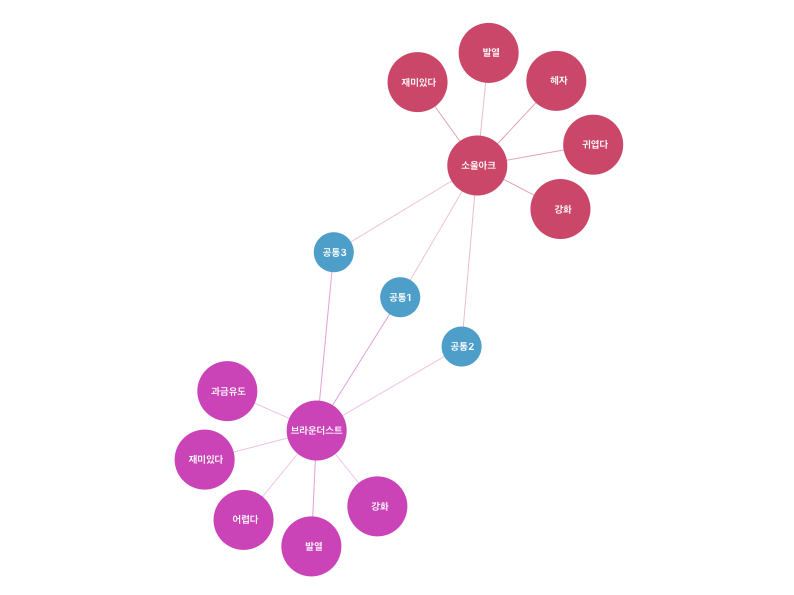 발열
재미있다
혜자
귀엽다
소울아크
강화
공통3
공통1
공통2
과금유도
브라운더스트
재미있다
강화
어렵다
발열